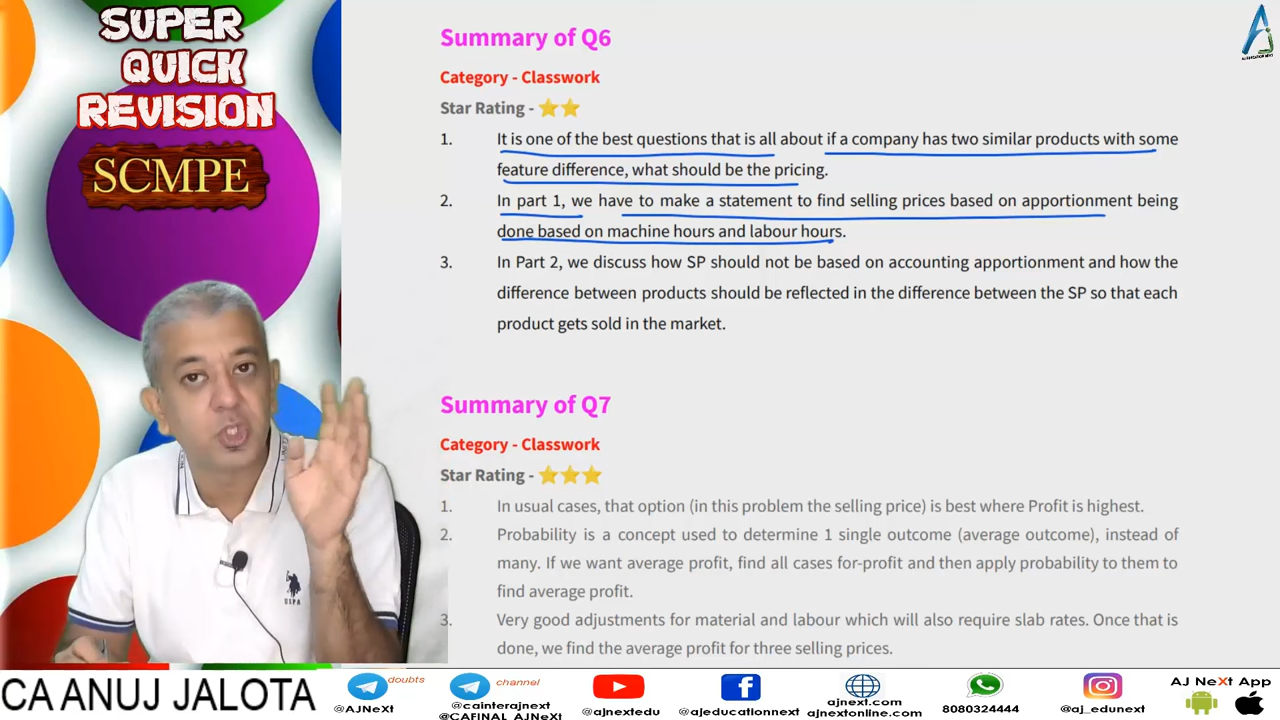 SUPER
QUICK
REVISION
SCMPE
Summary of Q6
Category - Classwork
Star Rating - ⭐⭐
1. It is one of the best questions that is all about if a company has two similar products with some
feature difference, what should be the pricing.
2. In part 1, we have to make a statement to find selling prices based on apportionment being
done based on machine hours and labour hours.
3. In Part 2, we discuss how SP should not be based on accounting apportionment and how the
difference between products should be reflected in the difference between the SP so that each
product gets sold in the market.
Summary of Q7
Category - Classwork
Star Rating - ⭐⭐⭐
1. In usual cases, that option (in this problem the selling price) is best where Profit is highest.
2. Probability is a concept used to determine 1 single outcome (average outcome), instead of
many. If we want average profit, find all cases for-profit and then apply probability to them to
find average profit.
3. Very good adjustments for material and labour which will also require slab rates. Once that is
done, we find the average profit for three selling prices.
USPA
CA ANUJ JALOTA
doubts
@AJNeXt
channel
@cainterajnext
@CAFINAL_AJNeXt
@ajnextedu
@ajeducationnext
ajnext.com
ajnextonline.com
8080324444
@aj_edunext
AJ NeXt App